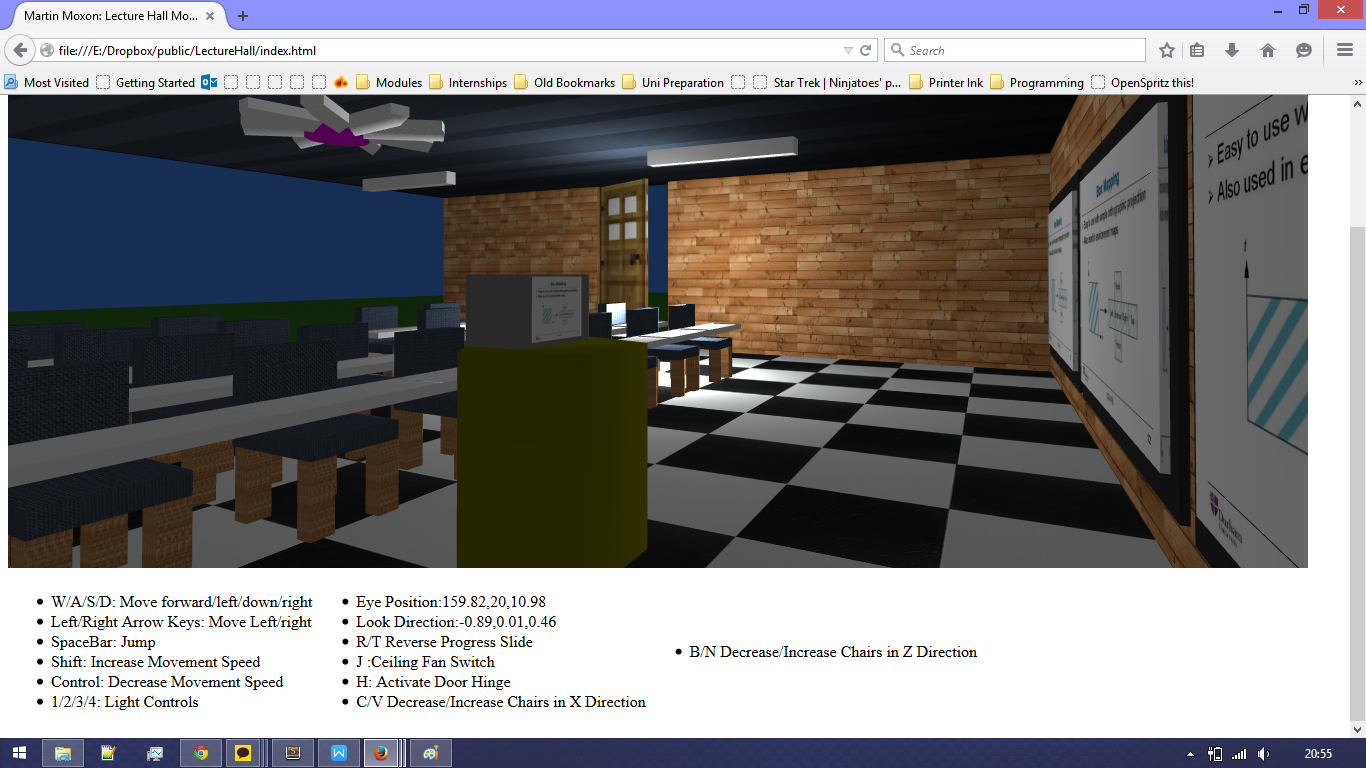 Martin Moxon: Lecture Hall Mo...
file:///E:/Dropbox/public/LectureHall/index.html
Search
Most Visited
Getting Started
Modules
Internships
Old Bookmarks
Uni Preparation
Star Trek | Ninjatoes' p...
Printer Ink
Programming
OpenSpritz this!
Easy to use w
Also used in e
Box Mapping
Box Mapping
Durham
W/A/S/D: Move forward/left/down/right
Left/Right Arrow Keys: Move Left/right
SpaceBar: Jump
Shift: Increase Movement Speed
Control: Decrease Movement Speed
1/2/3/4: Light Controls
Eye Position:159.82,20,10.98
Look Direction:-0.89,0.01,0.46
R/T Reverse Progress Slide
J :Ceiling Fan Switch
H: Activate Door Hinge
C/V Decrease/Increase Chairs in X Direction
B/N Decrease/Increase Chairs in Z Direction
20:55